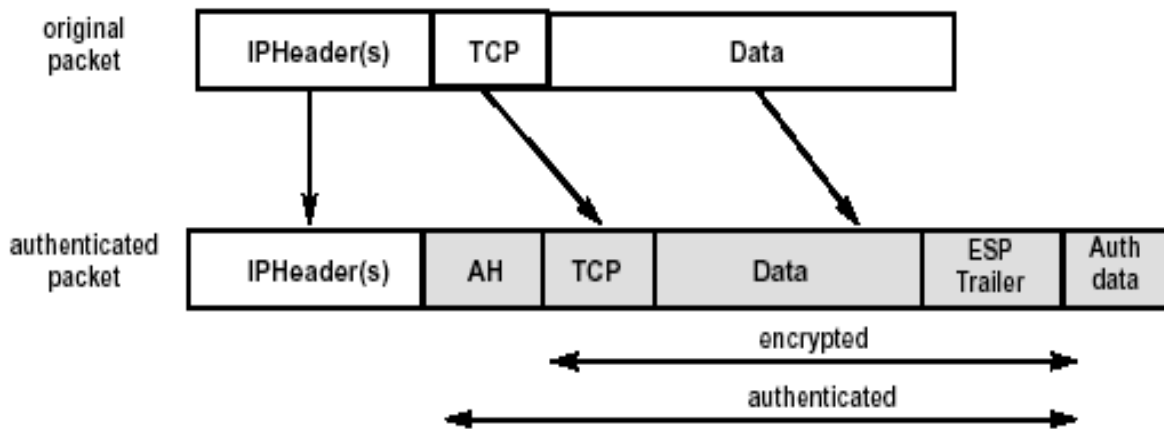 original
packet
IPHeader(s)
TCP
Data
authenticated
packet
IPHeader(s)
AH
TCP
Data
ESP
Trailer
Auth
data
encrypted
authenticated